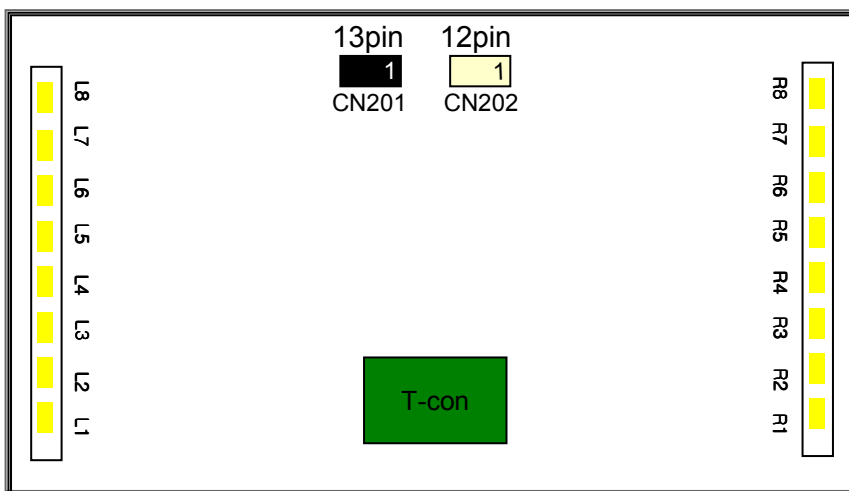 13pin 12pin
1 1
CN201 CN202
L8 R8
L7 R7
L6 R6
L5 R5
L4 R4
L3 R3
L2 R2
T-con
L1 R1